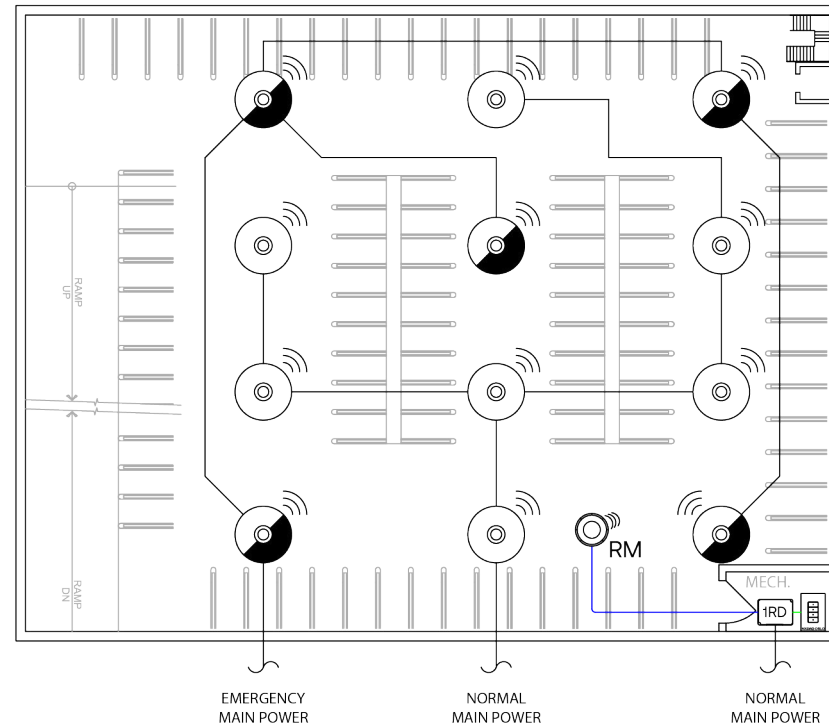 RAMP
UP
RAMP
DN
RM
MECH.
1RD
EMERGENCY
MAIN POWER
NORMAL
MAIN POWER
NORMAL
MAIN POWER